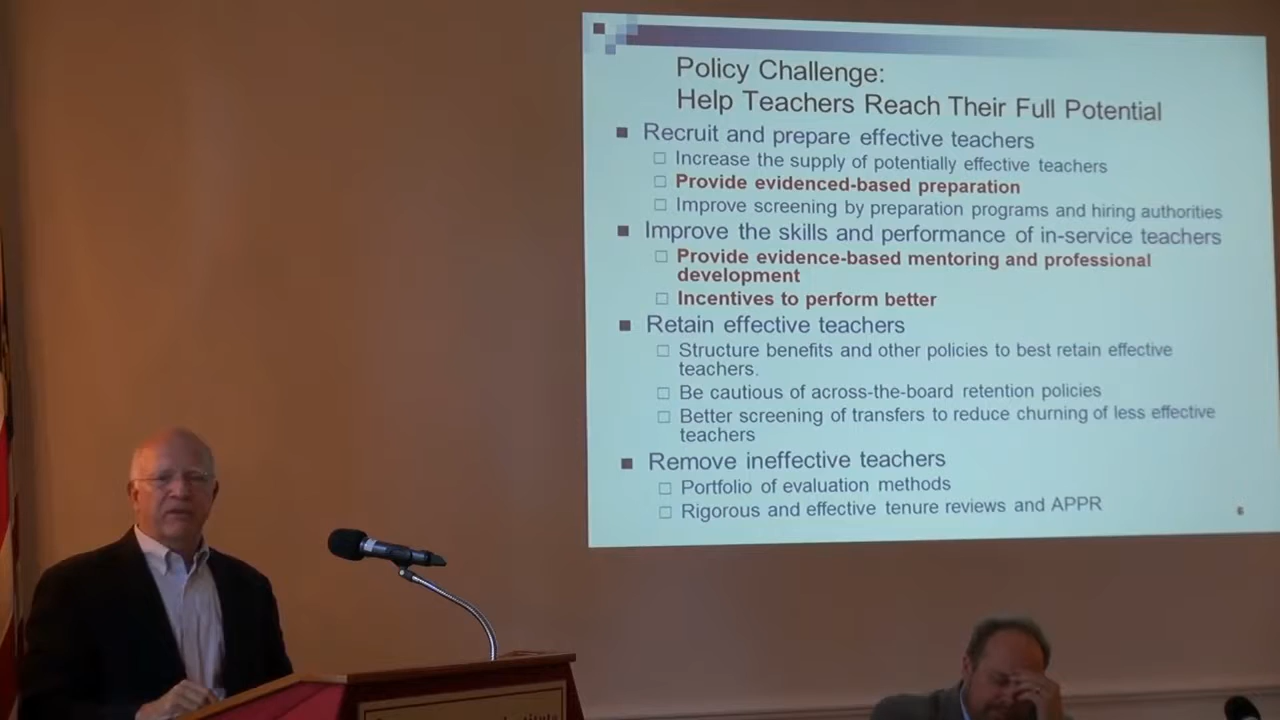 Policy Challenge:
Help Teachers Reach Their Full Potential
Recruit and prepare effective teachers
Increase the supply of potentially effective teachers
Provide evidenced-based preparation
Improve screening by preparation programs and hiring authorities
Improve the skills and performance of in-service teachers
Provide evidence-based mentoring and professional
development
Incentives to perform better
Retain effective teachers
Structure benefits and other policies to best retain effective
teachers.
Be cautious of across-the-board retention policies
Better screening of transfers to reduce churning of less effective
teachers
Remove ineffective teachers
Portfolio of evaluation methods
Rigorous and effective tenure reviews and APPR
6